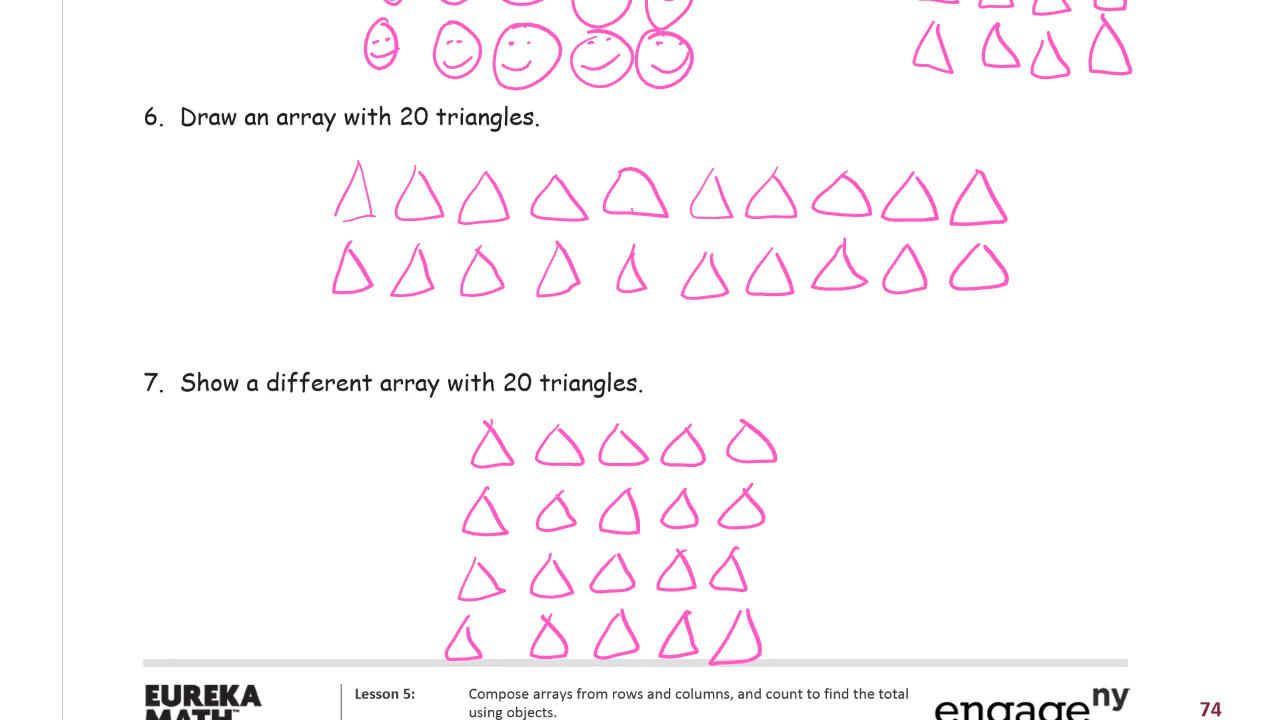 6. Draw an array with 20 triangles.
7. Show a different array with 20 triangles.
EUREKA
MATH™
Lesson 5:
Compose arrays from rows and columns, and count to find the total
using objects.
engage ny
74